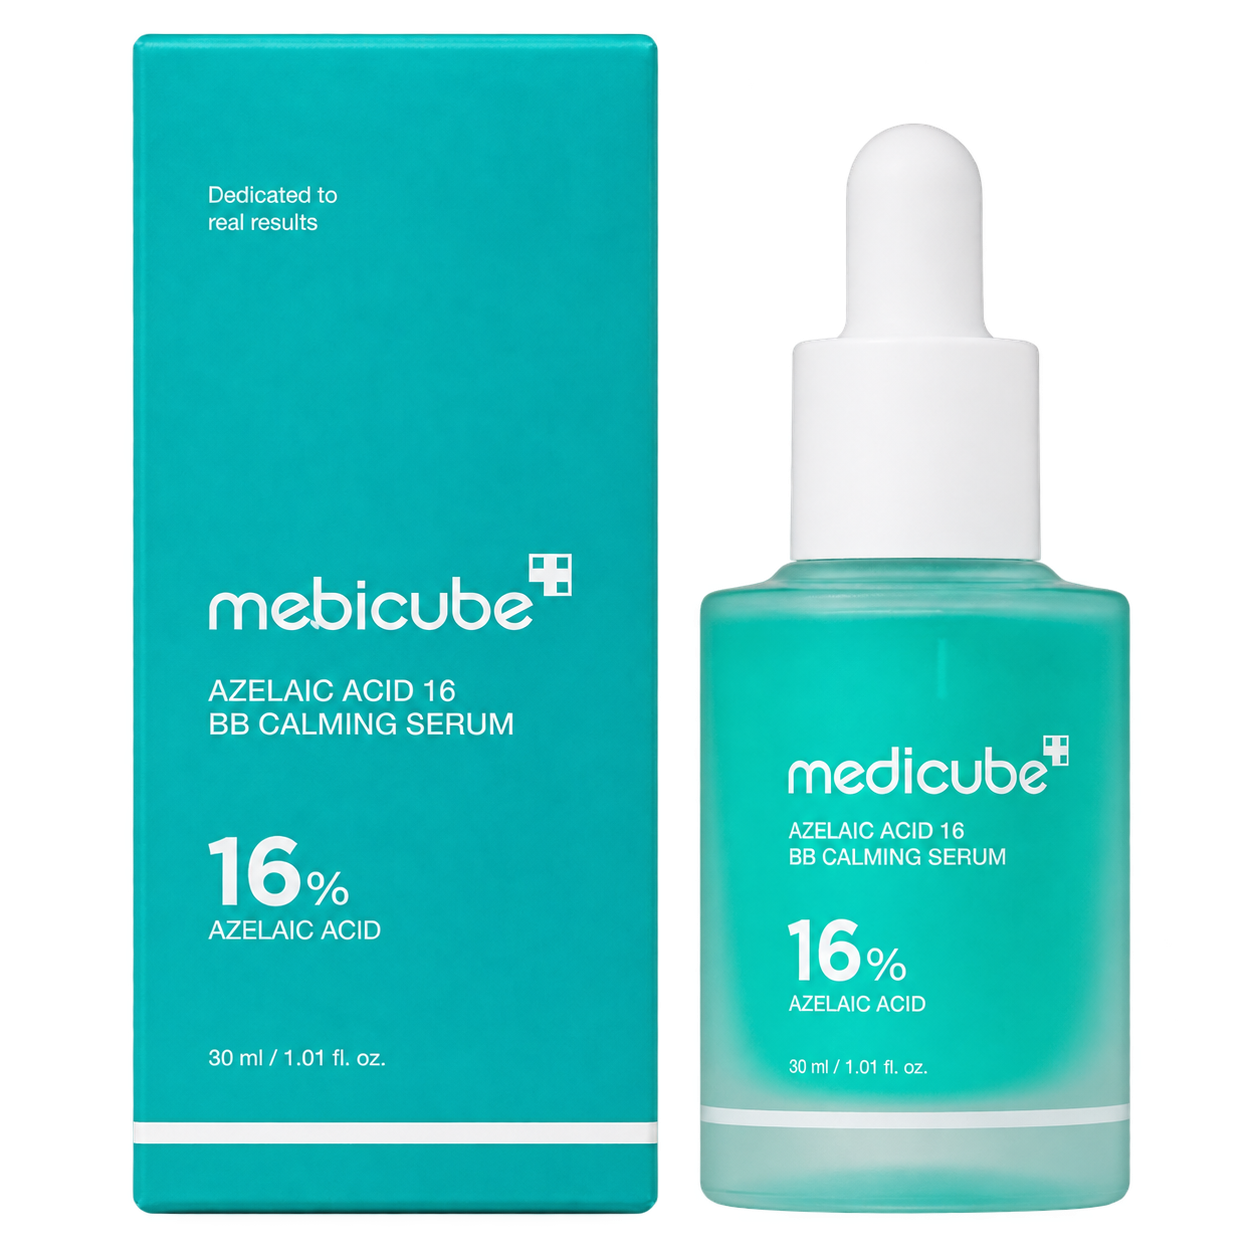 Dedicated to
real results
mebicube
AZELAIC ACID 16
BB CALMING SERUM
16%
AZELAIC ACID
30 ml / 1.01 fl. oz.
medicube
AZELAIC ACID 16
BB CALMING SERUM
16%
AZELAIC ACID
30 ml / 1.01 fl. oz.